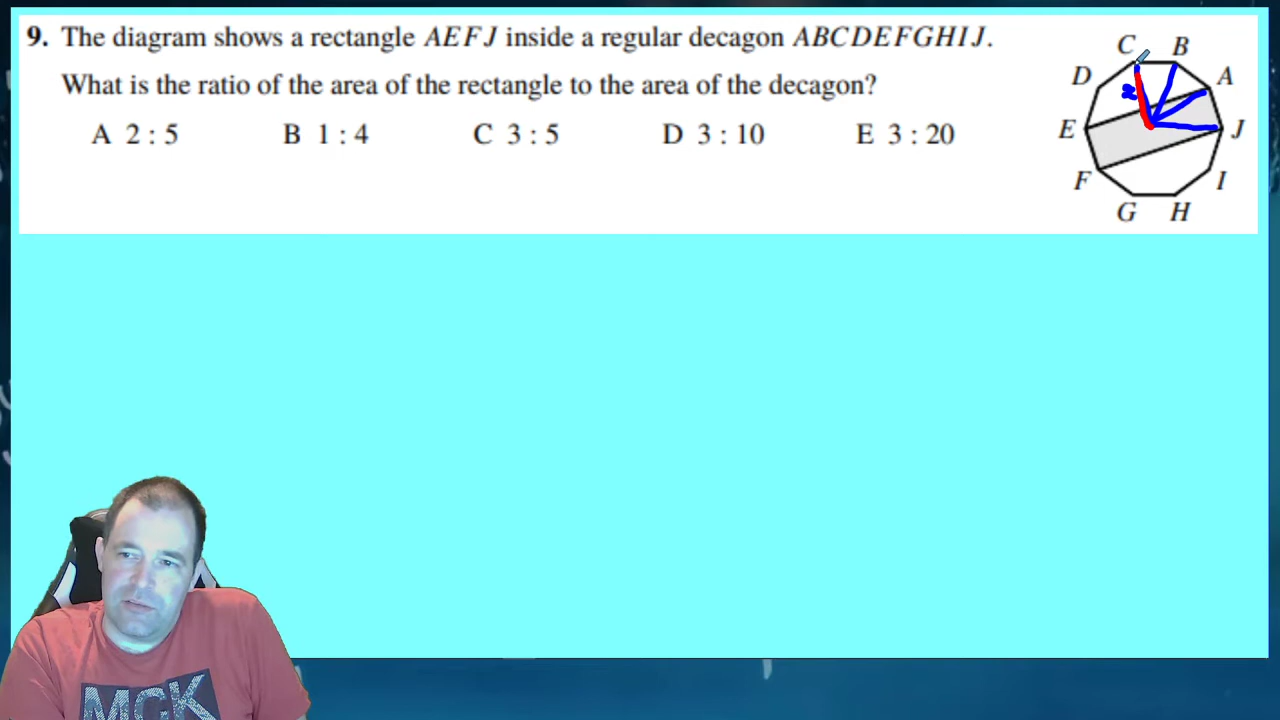 9. The diagram shows a rectangle AEFJ inside a regular decagon ABCDEFGHIJ.
What is the ratio of the area of the rectangle to the area of the decagon?
A 2 : 5 B 1 : 4 C 3 : 5 D 3 : 10 E 3 : 20
C B
D A
E J
F I
G H